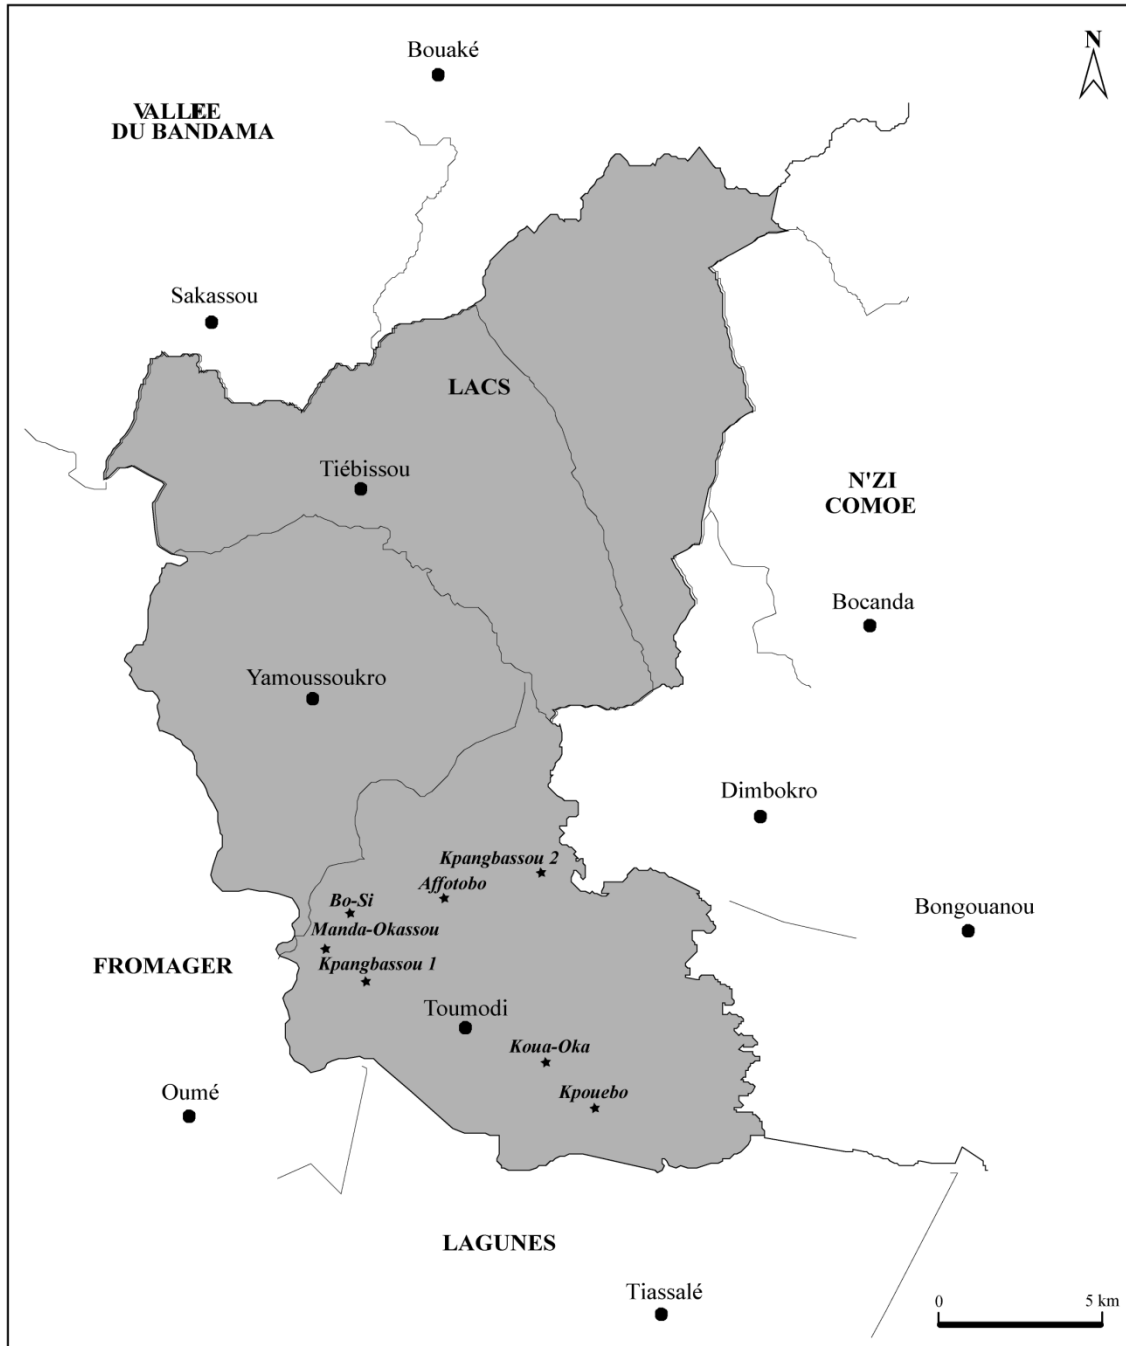 Bouaké
N
VALLEE
DU BANDAMA
Sakassou
LACS
Tiébissou
N'ZI
COMOE
Bocanda
Yamoussoukro
Dimbokro
Kpangbassou 2
Affotobo
Bo-Si
Bongouanou
Manda-Okassou
FROMAGER
Kpangbassou 1
Toumodi
Koua-Oka
Oumé
Kpouebo
LAGUNES
Tiassalé
0 5 km